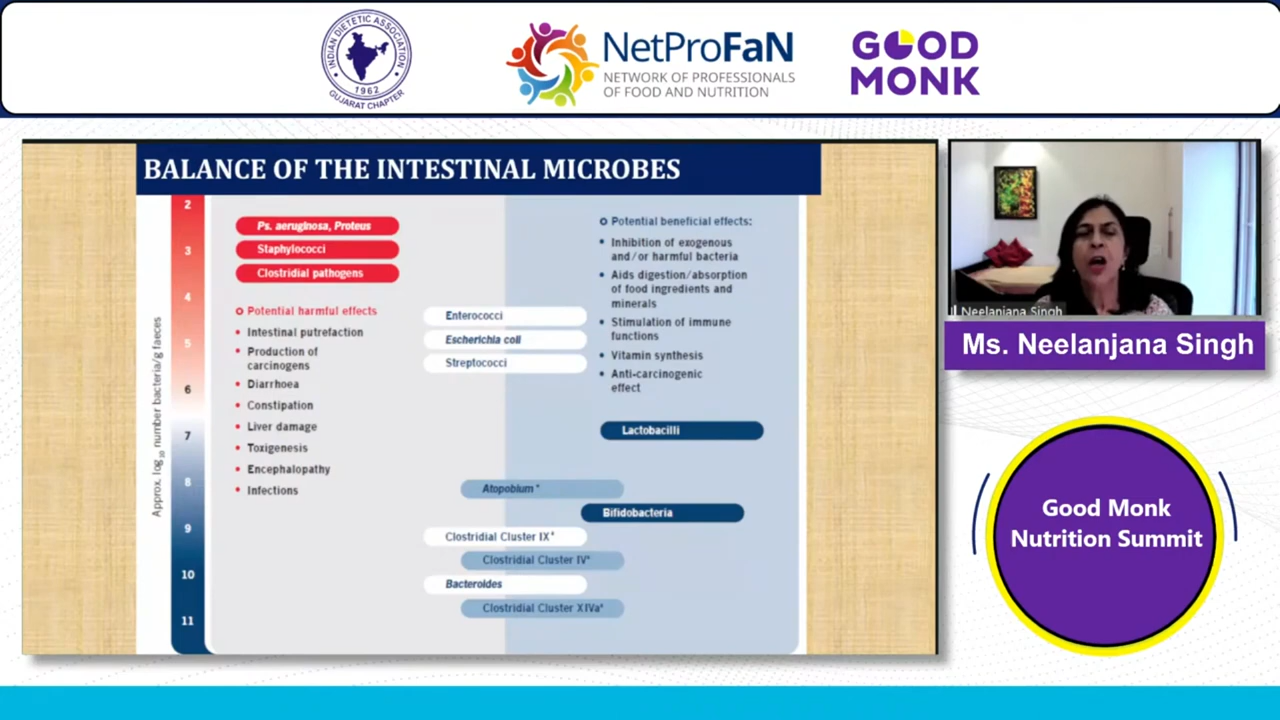 INDIAN DIETETIC ASSOCIATION
1962
GUJARAT CHAPTER
NetProFaN
NETWORK OF PROFESSIONALS
OF FOOD AND NUTRITION
GOOD
MONK
BALANCE OF THE INTESTINAL MICROBES
Approx. log10 number bacteria/g faeces
2
3
4
5
6
7
8
9
10
11
Ps. aeruginosa, Proteus
Staphylococci
Clostridial pathogens
Potential harmful effects
• Intestinal putrefaction
• Production of
carcinogens
• Diarrhoea
• Constipation
• Liver damage
• Toxigenesis
• Encephalopathy
• Infections
Enterococci
Escherichia coli
Streptococci
Potential beneficial effects:
• Inhibition of exogenous
and/or harmful bacteria
• Aids digestion/absorption
of food ingredients and
minerals
• Stimulation of immune
functions
• Vitamin synthesis
• Anti-carcinogenic
effect
Lactobacilli
Atopobium*
Bifidobacteria
Clostridial Cluster IX*
Clostridial Cluster IV*
Bacteroides
Clostridial Cluster XIVa*
Neelanjana Singh
Ms. Neelanjana Singh
Good Monk
Nutrition Summit